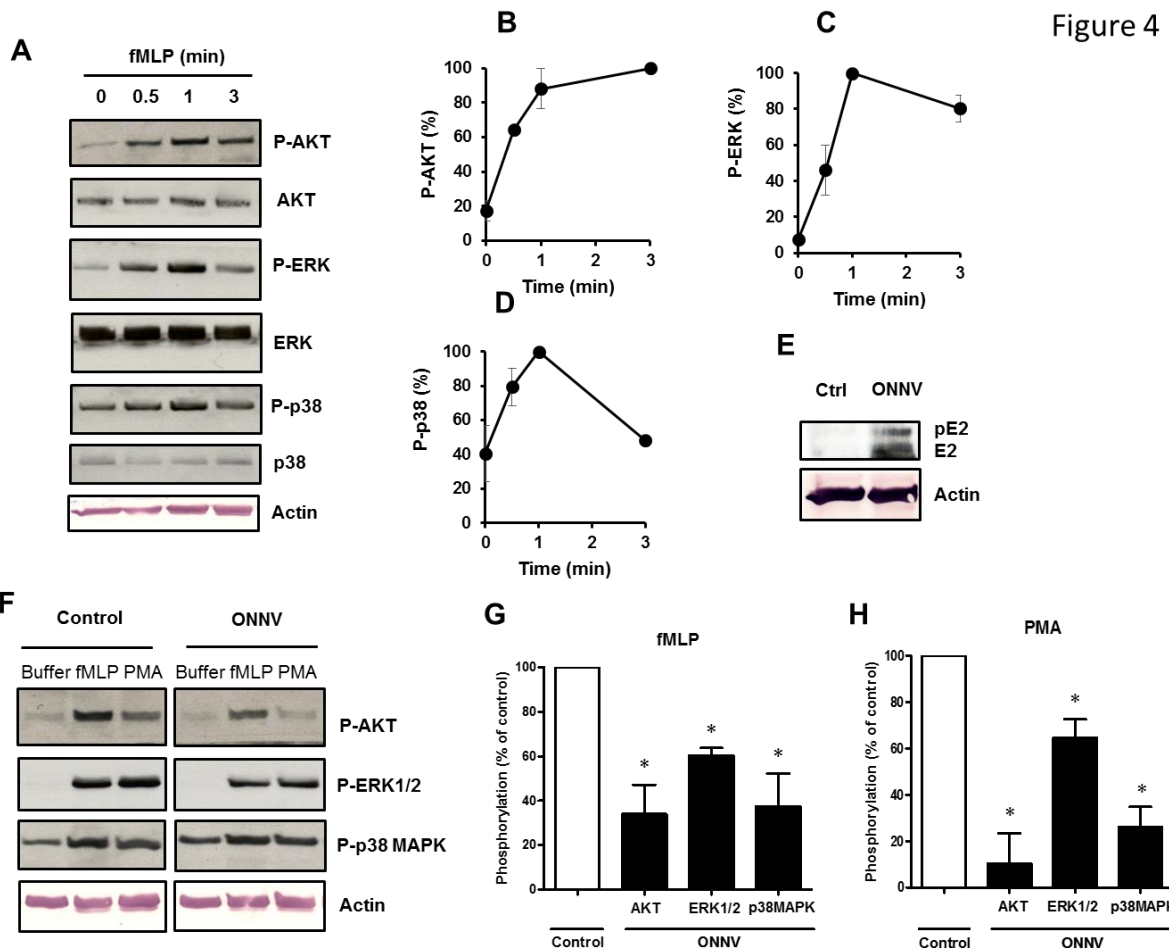 Figure 4
A
fMLP (min)
0 0.5 1 3
P-AKT
AKT
P-ERK
ERK
P-p38
p38
Actin
B
P-AKT (%)
100
80
60
40
20
0
0 1 2 3
Time (min)
C
P-ERK (%)
100
80
60
40
20
0
0 1 2 3
Time (min)
D
P-p38 (%)
100
80
60
40
20
0
0 1 2 3
Time (min)
E
Ctrl ONNV
pE2
E2
Actin
F
Control ONNV
Buffer fMLP PMA Buffer fMLP PMA
P-AKT
P-ERK1/2
P-p38 MAPK
Actin
G
fMLP
Phosphorylation (% of control)
100
80
60
40
20
0
* * *
AKT ERK1/2 p38MAPK
Control ONNV
H
PMA
Phosphorylation (% of control)
100
80
60
40
20
0
* * *
AKT ERK1/2 p38MAPK
Control ONNV